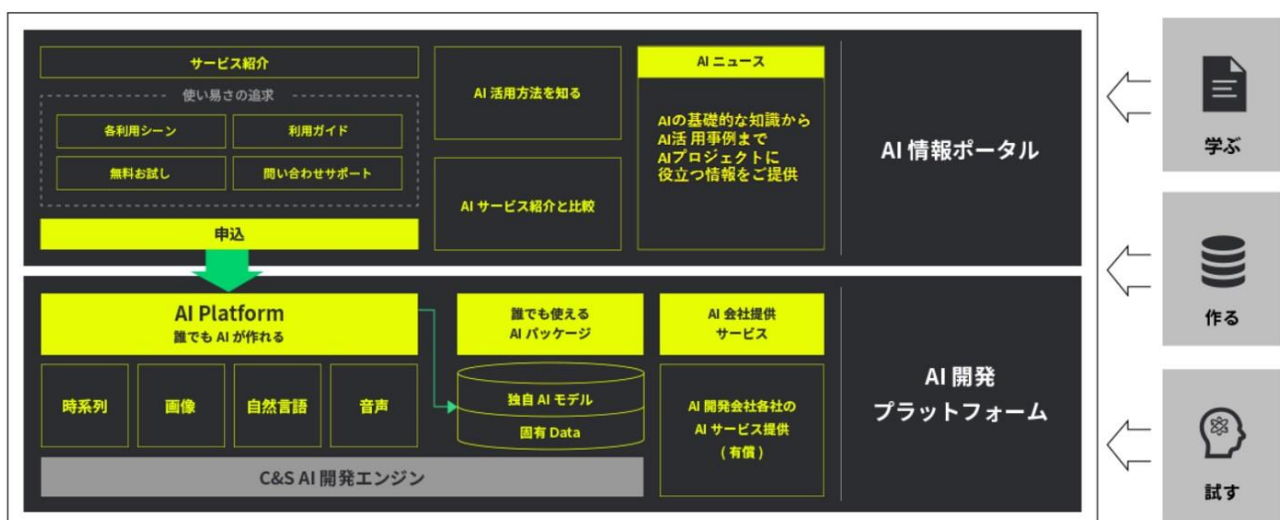 サービス紹介
使い易さの追求
各利用シーン
利用ガイド
無料お試し
問い合わせサポート
申込
AI 活用方法を知る
AI サービス紹介と比較
AI ニュース
AIの基礎的な知識から
AI活 用事例まで
AIプロジェクトに
役立つ情報をご提供
AI 情報ポータル
AI Platform
誰でも AI が作れる
時系列
画像
自然言語
音声
C&S AI 開発エンジン
誰でも使える
AI パッケージ
独自 AI モデル
固有 Data
AI 会社提供
サービス
AI 開発会社各社の
AI サービス提供
( 有償 )
AI 開発
プラットフォーム
学ぶ
作る
試す